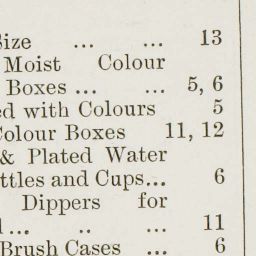 Size ... ... 13
Moist Colour
Boxes ... ... 5, 6
ed with Colours 5
Colour Boxes 11, 12
& Plated Water
ttles and Cups... 6
Dippers for
... .. ... 11
Brush Cases ... 6